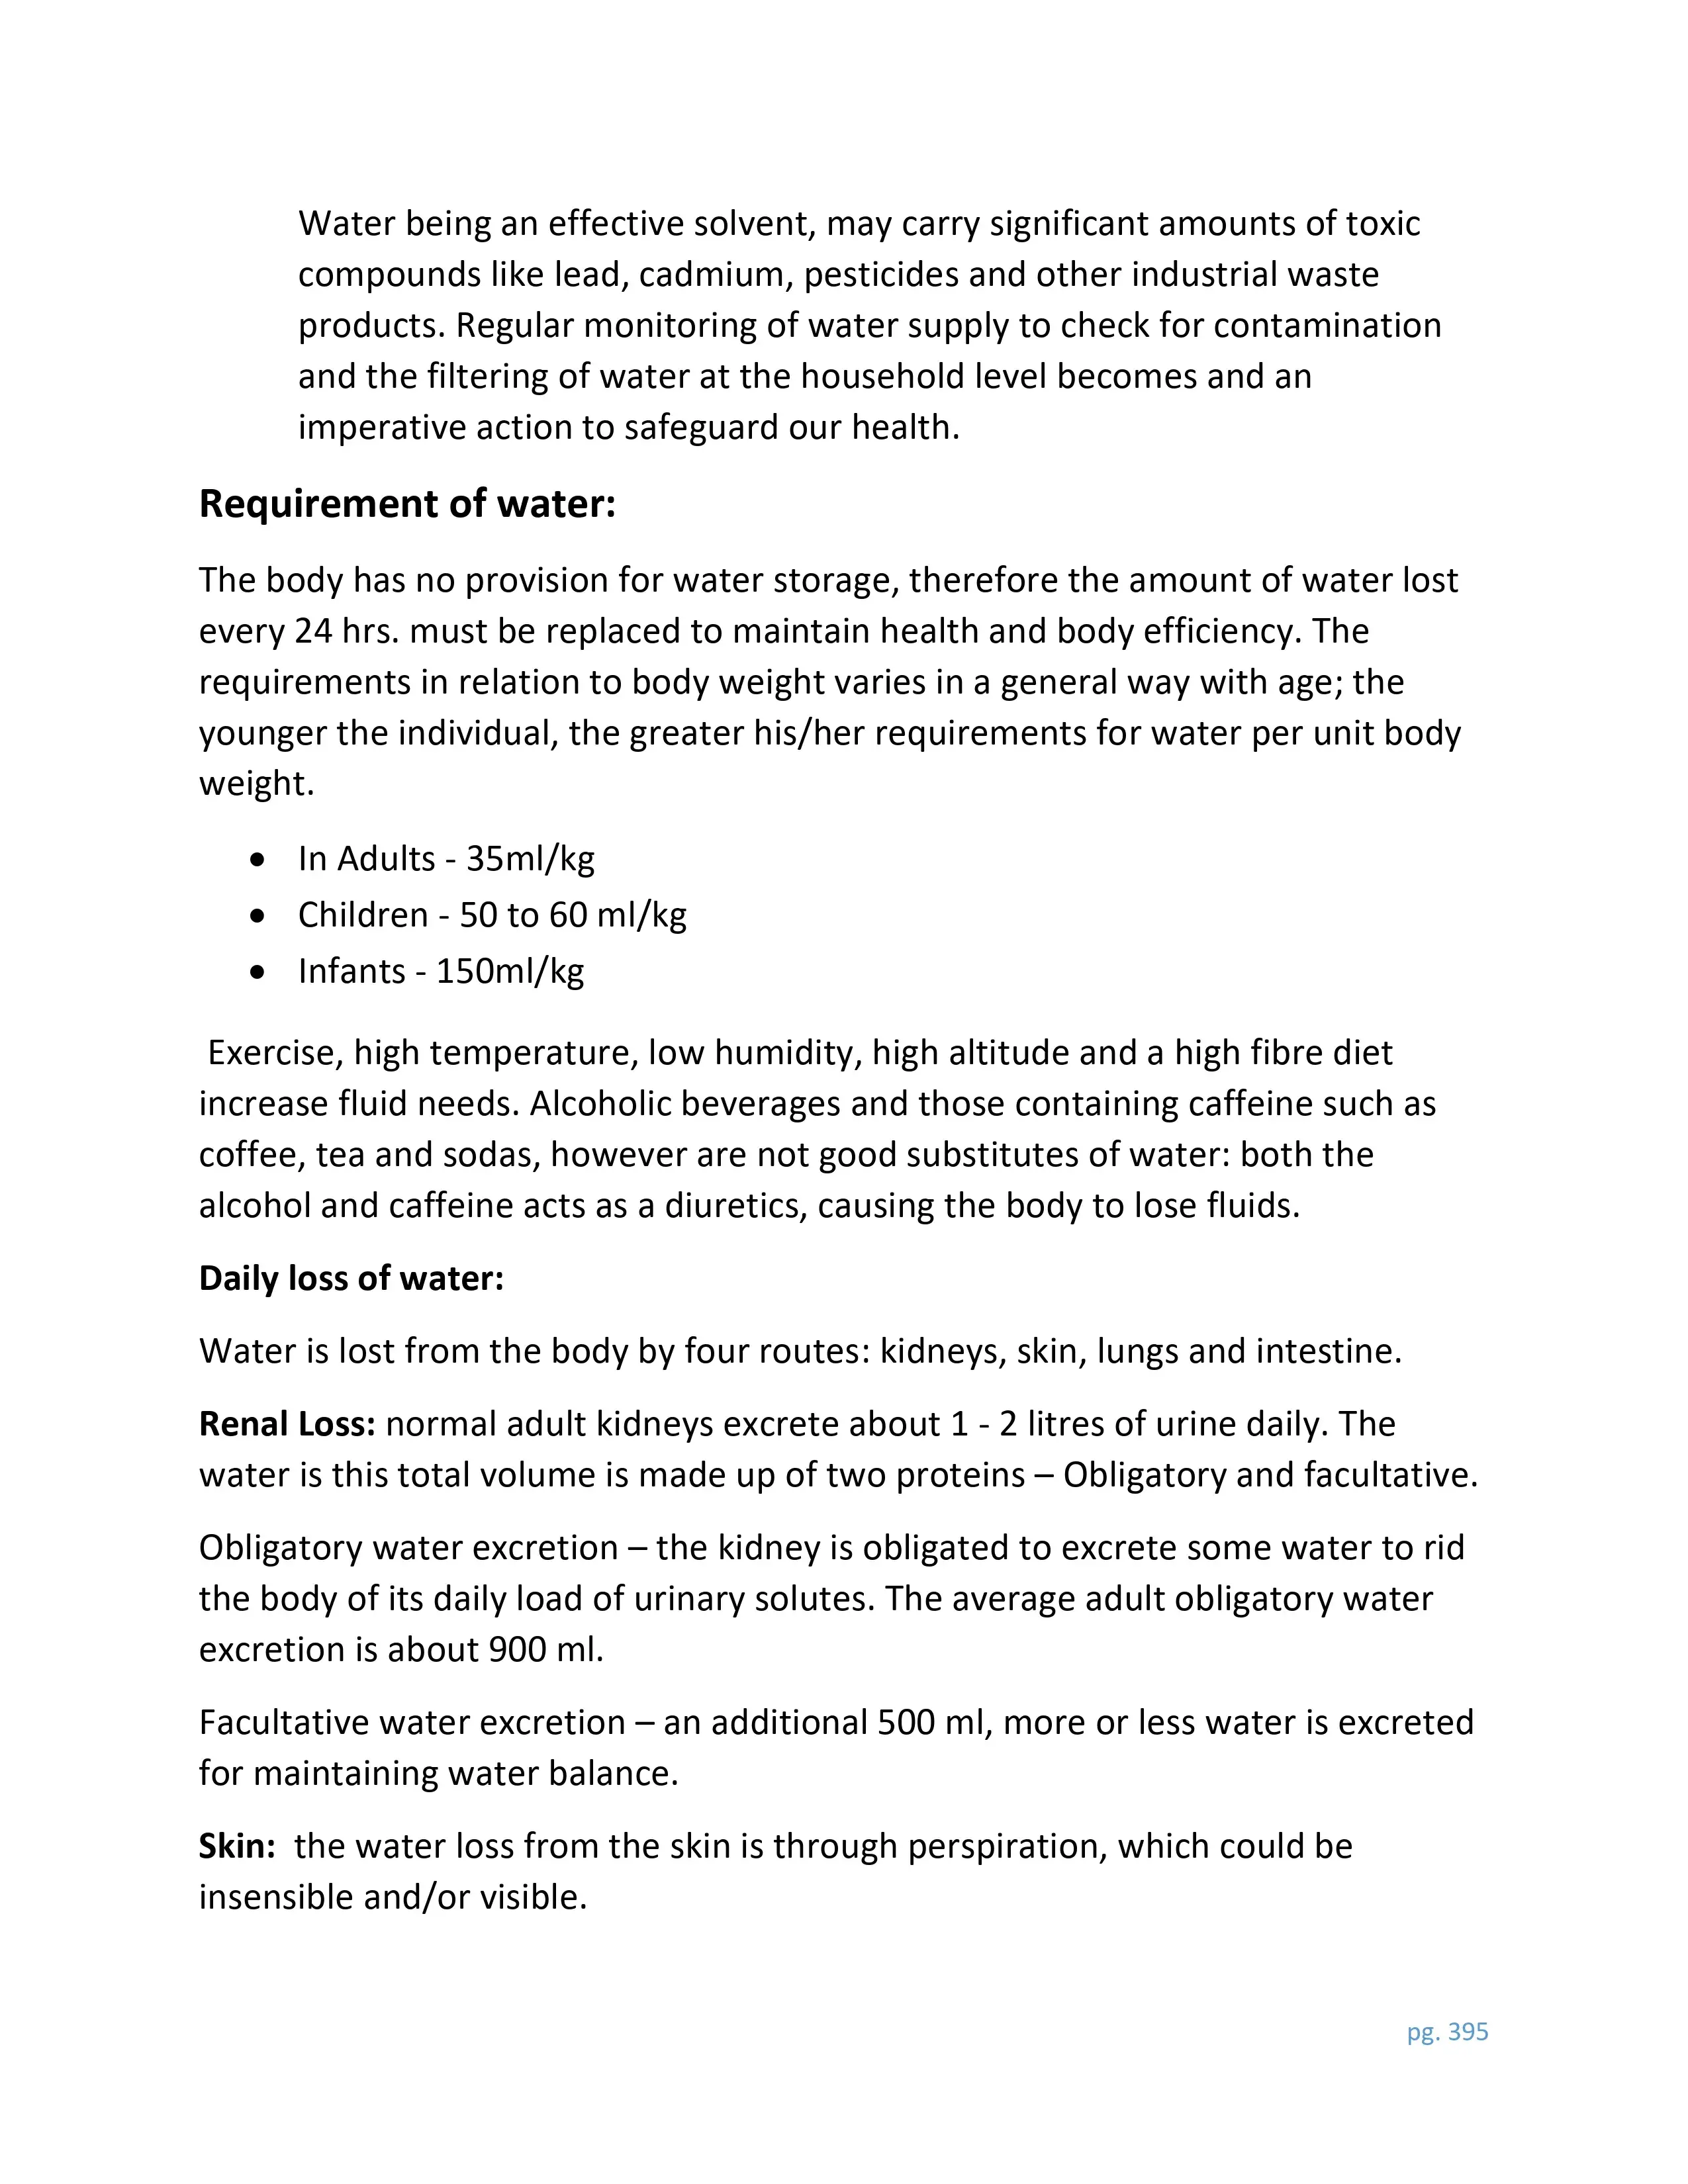 Water being an effective solvent, may carry significant amounts of toxic
compounds like lead, cadmium, pesticides and other industrial waste
products. Regular monitoring of water supply to check for contamination
and the filtering of water at the household level becomes and an
imperative action to safeguard our health.
Requirement of water:
The body has no provision for water storage, therefore the amount of water lost
every 24 hrs. must be replaced to maintain health and body efficiency. The
requirements in relation to body weight varies in a general way with age; the
younger the individual, the greater his/her requirements for water per unit body
weight.
• In Adults - 35ml/kg
• Children - 50 to 60 ml/kg
• Infants - 150ml/kg
Exercise, high temperature, low humidity, high altitude and a high fibre diet
increase fluid needs. Alcoholic beverages and those containing caffeine such as
coffee, tea and sodas, however are not good substitutes of water: both the
alcohol and caffeine acts as a diuretics, causing the body to lose fluids.
Daily loss of water:
Water is lost from the body by four routes: kidneys, skin, lungs and intestine.
Renal Loss: normal adult kidneys excrete about 1 - 2 litres of urine daily. The
water is this total volume is made up of two proteins – Obligatory and facultative.
Obligatory water excretion – the kidney is obligated to excrete some water to rid
the body of its daily load of urinary solutes. The average adult obligatory water
excretion is about 900 ml.
Facultative water excretion – an additional 500 ml, more or less water is excreted
for maintaining water balance.
Skin:  the water loss from the skin is through perspiration, which could be
insensible and/or visible.
pg. 395